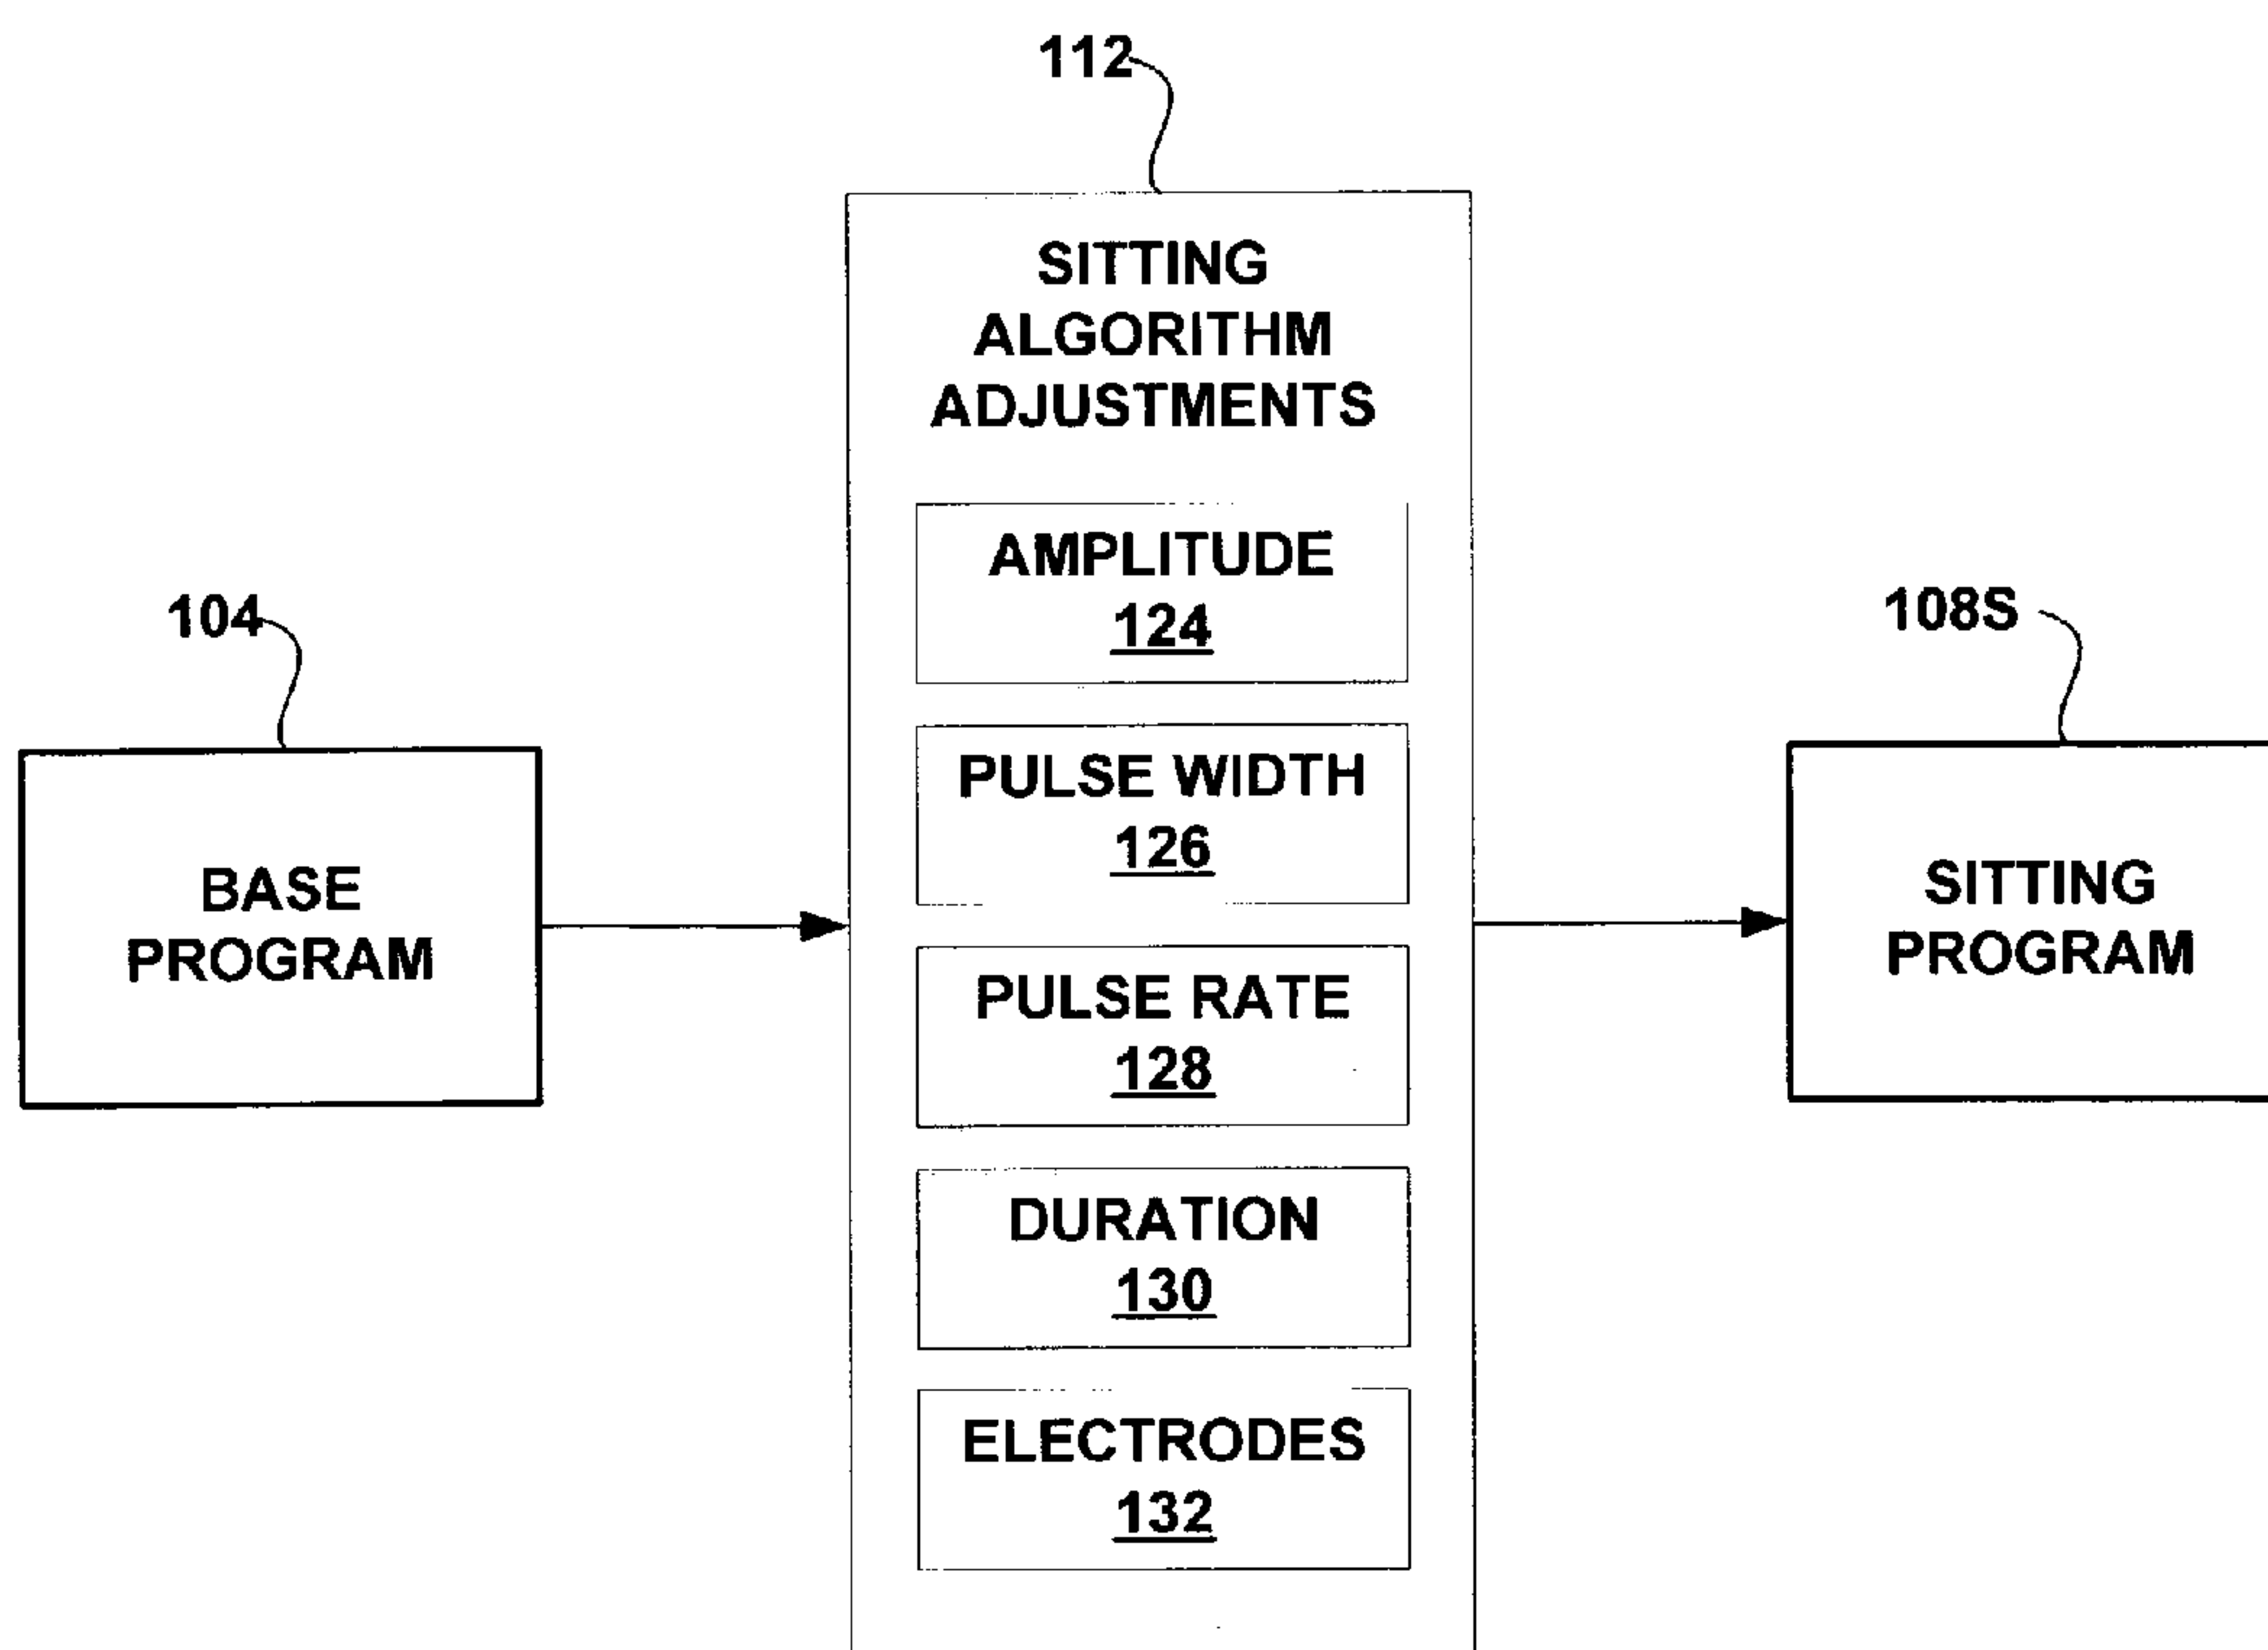 112
SITTING
ALGORITHM
ADJUSTMENTS
AMPLITUDE
124
104
108S
PULSE WIDTH
126
BASE
PROGRAM
SITTING
PROGRAM
PULSE RATE
128
DURATION
130
ELECTRODES
132